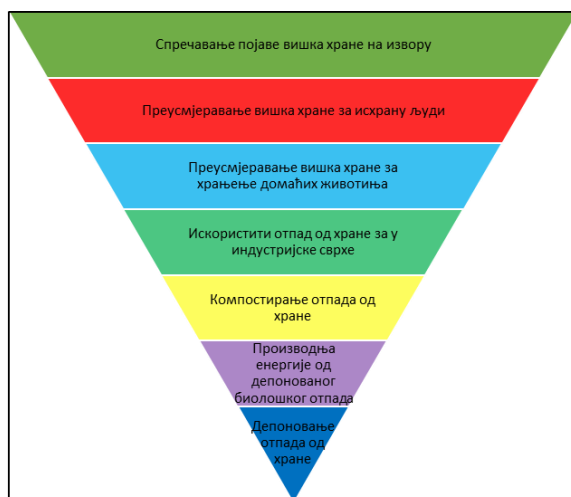 Спречавање појаве вишка хране на извору
Преусмјеравање вишка хране за исхрану људи
Преусмјеравање вишка хране за
храњење домаћих животиња
Искористити отпад од хране за у
индустријске сврхе
Компостирање отпада од
хране
Производња
енергије од
депонованог
биолошког отпада
Депоновање
отпада од
хране